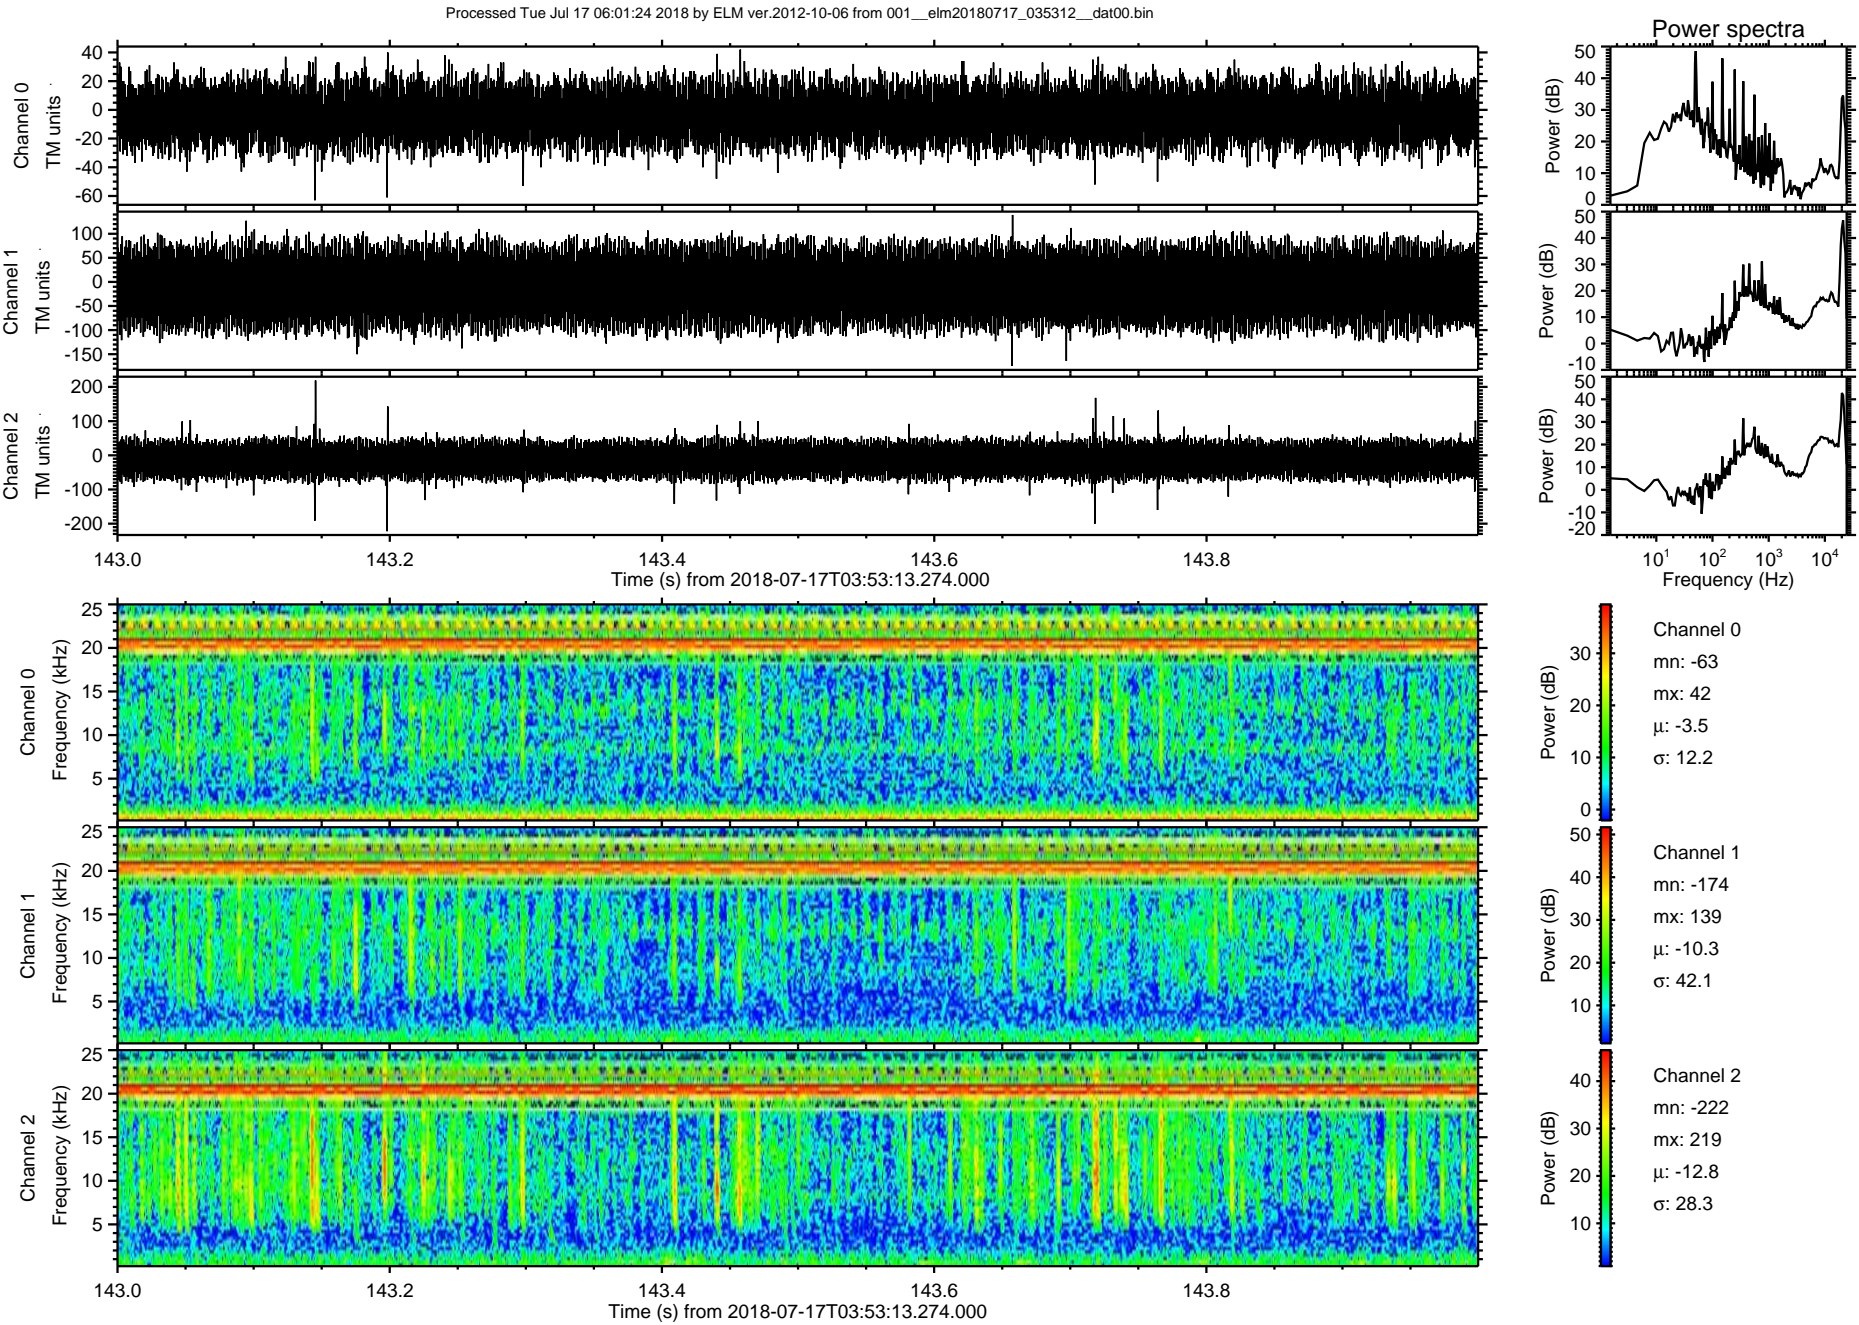 Processed Tue Jul 17 06:01:24 2018 by ELM ver.2012-10-06 from 001__elm20180717_035312__dat00.bin
Power spectra
Channel 0
TM units
40
20
0
-20
-40
-60
Power (dB)
50
40
30
20
10
0
Channel 1
TM units
100
50
0
-50
-100
-150
Power (dB)
50
40
30
20
10
0
-10
Channel 2
TM units
200
100
0
-100
-200
Power (dB)
50
40
30
20
10
0
-10
-20
143.0 143.2 143.4 143.6 143.8
Time (s) from 2018-07-17T03:53:13.274.000
10¹ 10² 10³ 10⁴
Frequency (Hz)
Channel 0
Frequency (kHz)
25
20
15
10
5
Power (dB)
30
20
10
0
Channel 0
mn: -63
mx: 42
μ: -3.5
σ: 12.2
Channel 1
Frequency (kHz)
25
20
15
10
5
Power (dB)
50
40
30
20
10
Channel 1
mn: -174
mx: 139
μ: -10.3
σ: 42.1
Channel 2
Frequency (kHz)
25
20
15
10
5
Power (dB)
40
30
20
10
Channel 2
mn: -222
mx: 219
μ: -12.8
σ: 28.3
143.0 143.2 143.4 143.6 143.8
Time (s) from 2018-07-17T03:53:13.274.000